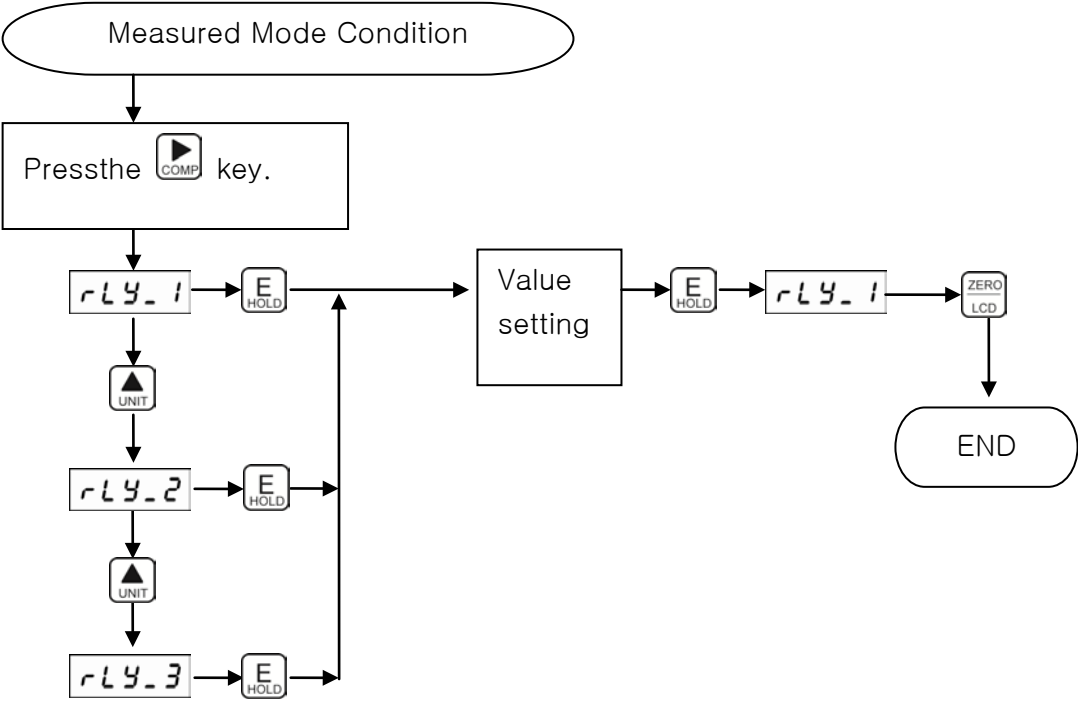 Measured Mode Condition
Pressthe ▶ COMP key.
rLY_1
E
HOLD
Value
setting
E
HOLD
rLY_1
ZERO
LCD
▲
UNIT
END
rLY_2
E
HOLD
▲
UNIT
rLY_3
E
HOLD